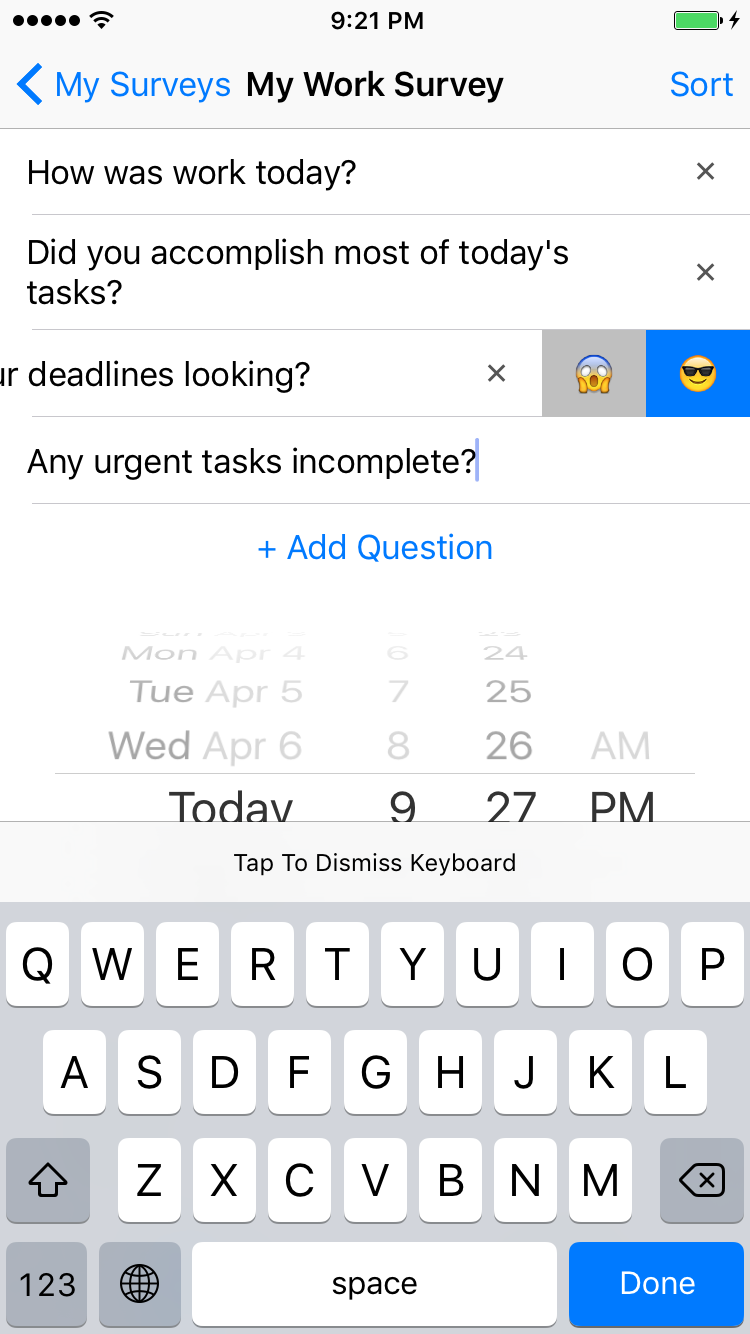 9:21 PM
My Surveys My Work Survey Sort
How was work today? ×
Did you accomplish most of today's
tasks? ×
ur deadlines looking? ×
Any urgent tasks incomplete?
+ Add Question
Mon Apr 4 6 24
Tue Apr 5 7 25
Wed Apr 6 8 26 AM
Today 9 27 PM
Tap To Dismiss Keyboard
Q W E R T Y U I O P
A S D F G H J K L
Z X C V B N M
123 space Done